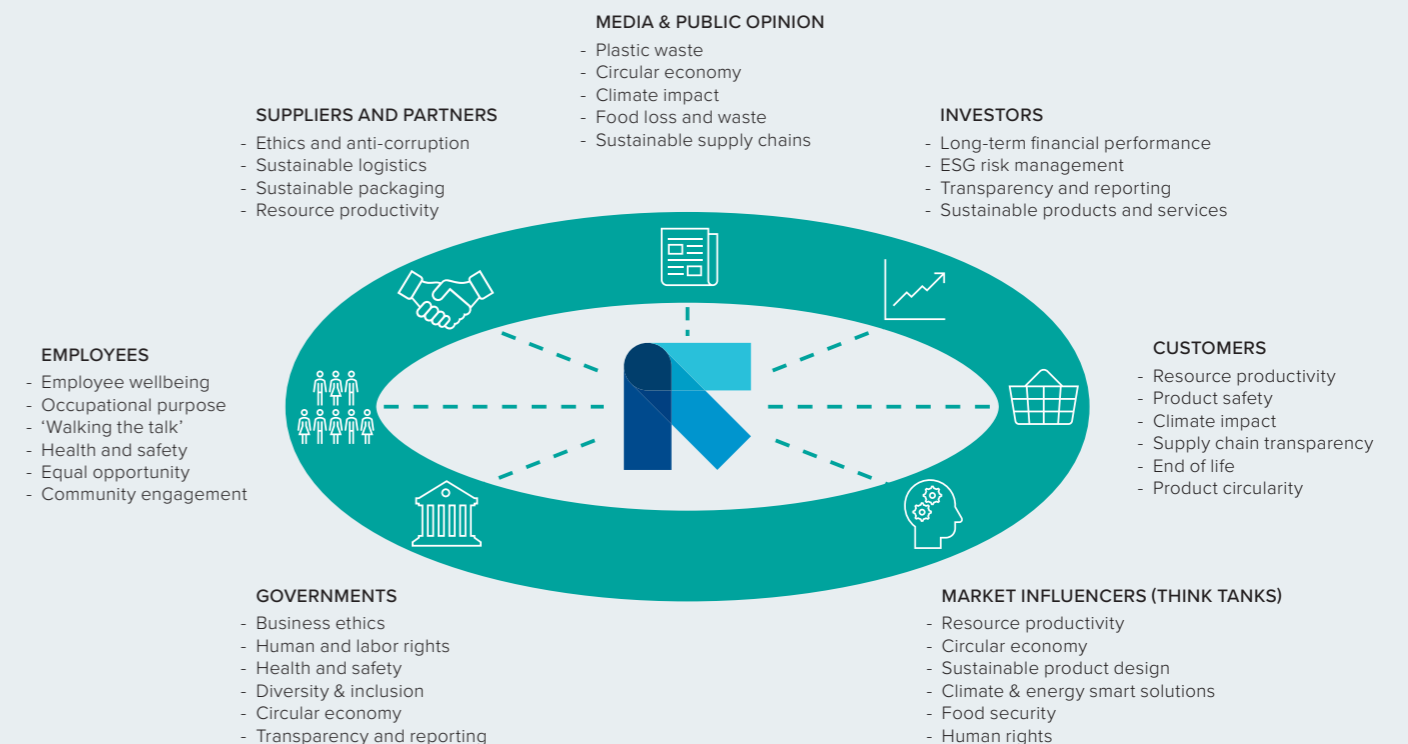 MEDIA & PUBLIC OPINION
- Plastic waste
- Circular economy
- Climate impact
- Food loss and waste
- Sustainable supply chains
SUPPLIERS AND PARTNERS
- Ethics and anti-corruption
- Sustainable logistics
- Sustainable packaging
- Resource productivity
INVESTORS
- Long-term financial performance
- ESG risk management
- Transparency and reporting
- Sustainable products and services
EMPLOYEES
- Employee wellbeing
- Occupational purpose
- ‘Walking the talk’
- Health and safety
- Equal opportunity
- Community engagement
CUSTOMERS
- Resource productivity
- Product safety
- Climate impact
- Supply chain transparency
- End of life
- Product circularity
GOVERNMENTS
- Business ethics
- Human and labor rights
- Health and safety
- Diversity & inclusion
- Circular economy
- Transparency and reporting
MARKET INFLUENCERS (THINK TANKS)
- Resource productivity
- Circular economy
- Sustainable product design
- Climate & energy smart solutions
- Food security
- Human rights